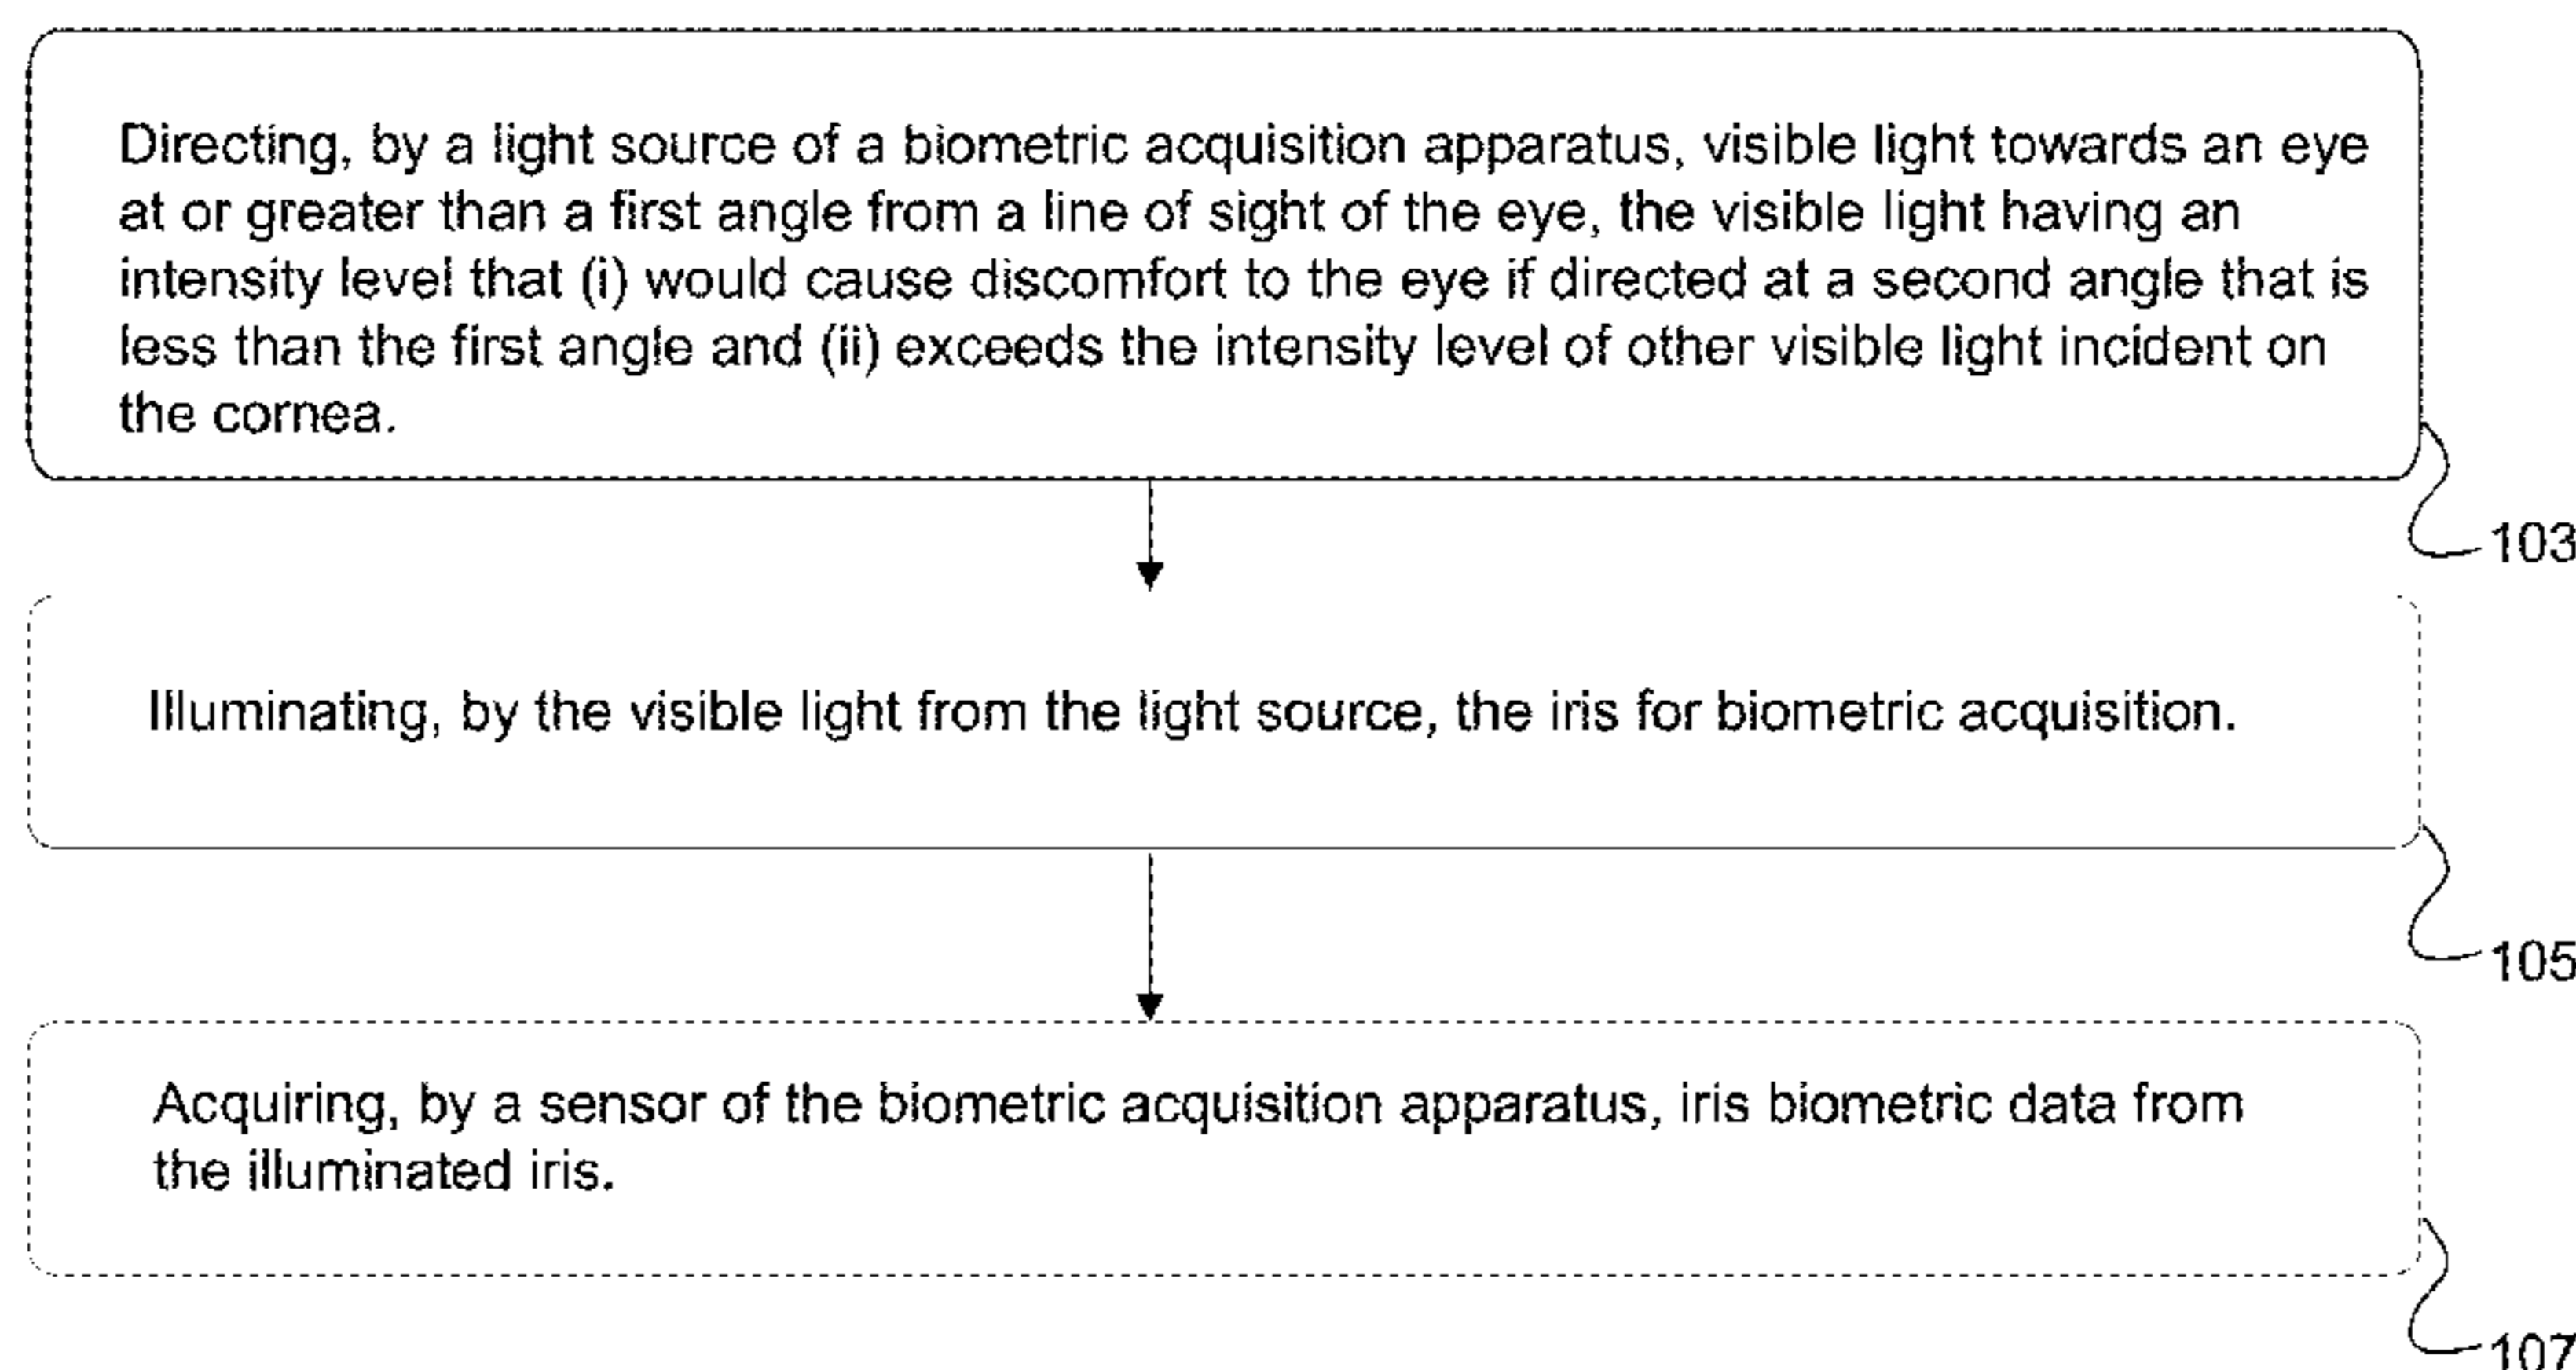 Directing, by a light source of a biometric acquisition apparatus, visible light towards an eye
at or greater than a first angle from a line of sight of the eye, the visible light having an
intensity level that (i) would cause discomfort to the eye if directed at a second angle that is
less than the first angle and (ii) exceeds the intensity level of other visible light incident on
the cornea.
103
Illuminating, by the visible light from the light source, the iris for biometric acquisition.
105
Acquiring, by a sensor of the biometric acquisition apparatus, iris biometric data from
the illuminated iris.
107